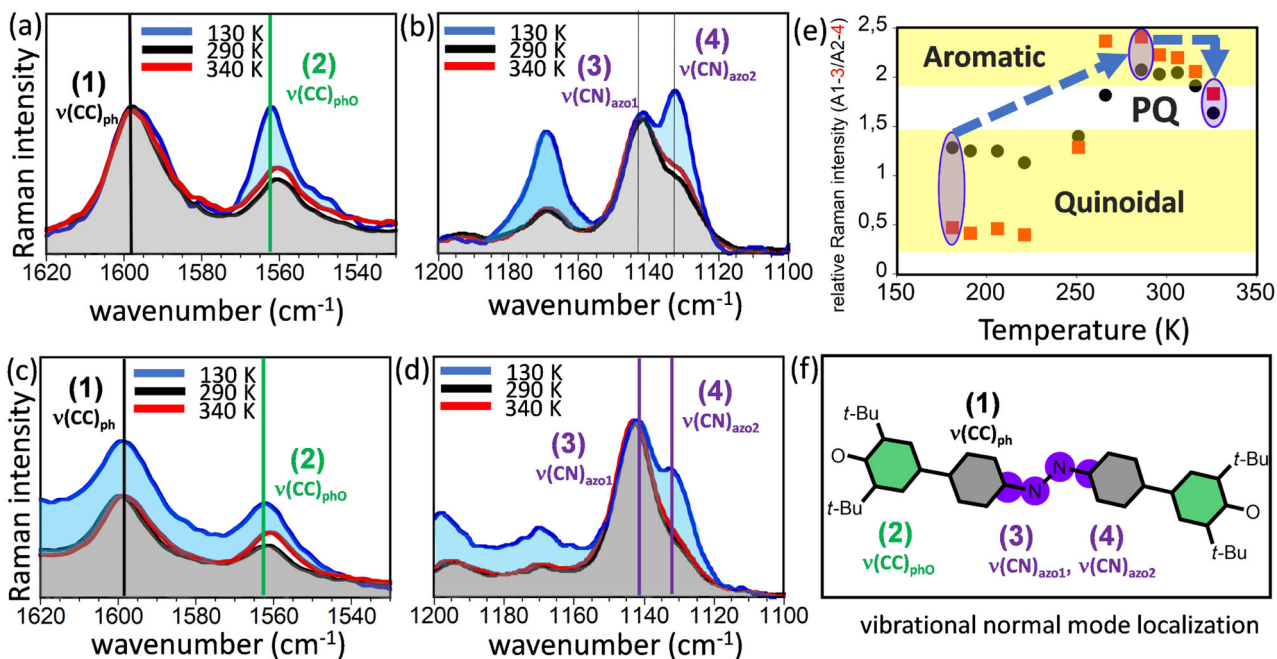 (a)
130 K
290 K
340 K
(1)
ν(CC)ph
(2)
ν(CC)phO
Raman intensity
1620 1600 1580 1560 1540
wavenumber (cm-1)
(b)
130 K
290 K
340 K
(3)
ν(CN)azo1
(4)
ν(CN)azo2
1200 1180 1160 1140 1120 1100
wavenumber (cm-1)
(e)
relative Raman intensity (A1-3/A2-4)
2,5
2
1.5
1
0.5
0
Aromatic
PQ
Quinoidal
150 200 250 300 350
Temperature (K)
(c)
130 K
290 K
340 K
(1)
ν(CC)ph
(2)
ν(CC)phO
Raman intensity
1620 1600 1580 1560 1540
wavenumber (cm-1)
(d)
130 K
290 K
340 K
(3)
ν(CN)azo1
(4)
ν(CN)azo2
1200 1180 1160 1140 1120 1100
wavenumber (cm-1)
(f)
(1)
ν(CC)ph
t-Bu
O
t-Bu
N
N
t-Bu
O
t-Bu
(2)
ν(CC)phO
(3) (4)
ν(CN)azo1, ν(CN)azo2
vibrational normal mode localization